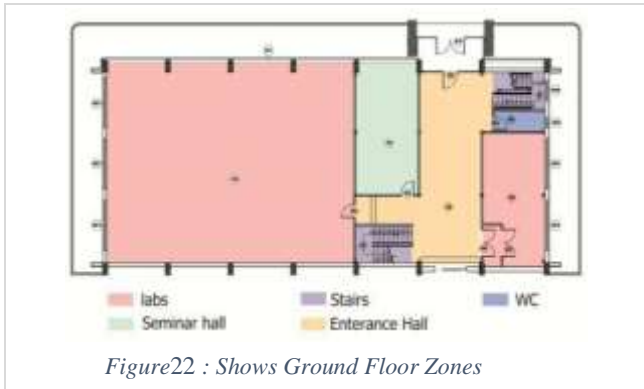 labs
Stairs
WC
Seminar hall
Enterance Hall
Figure22 : Shows Ground Floor Zones